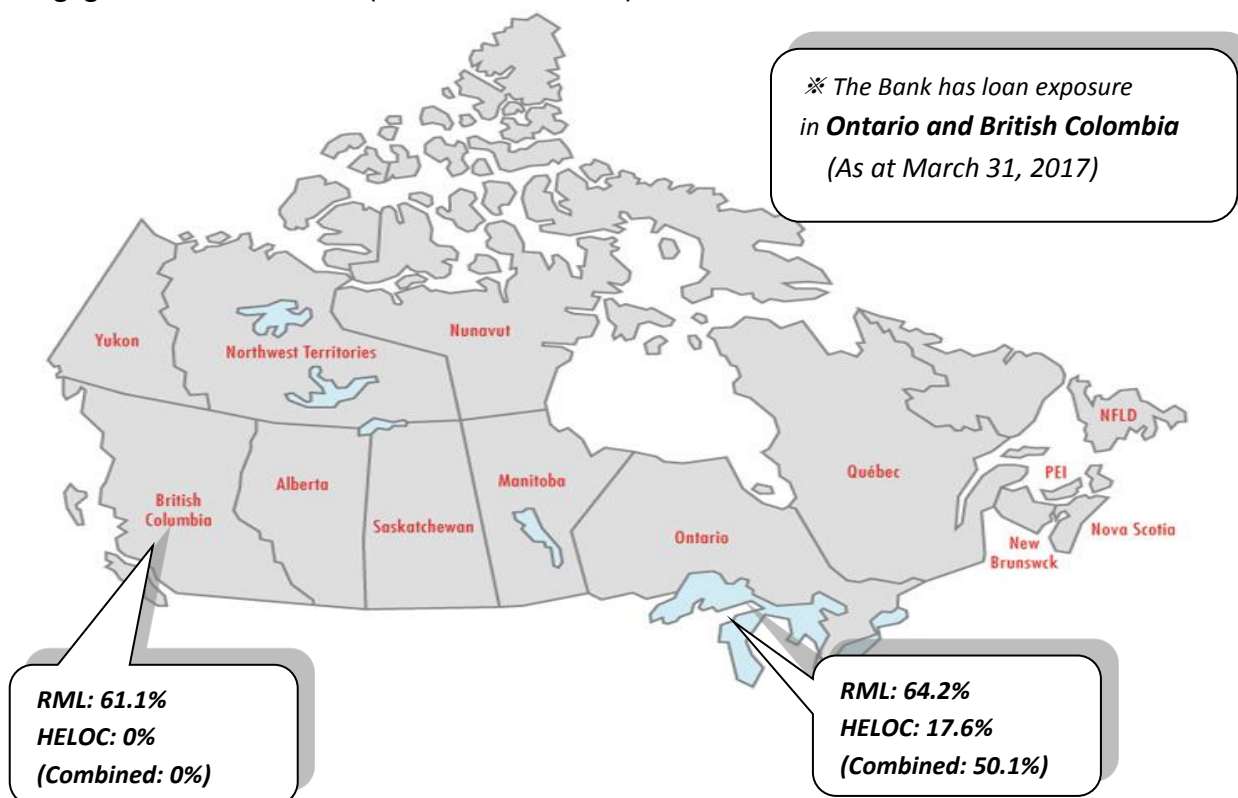 ※ The Bank has loan exposure
in Ontario and British Colombia
(As at March 31, 2017)
Yukon
Northwest Territories
Nunavut
British
Columbia
Alberta
Saskatchewan
Manitoba
Ontario
Québec
NFLD
PEI
New
Brunswck
Nova Scotia
RML: 61.1%
HELOC: 0%
(Combined: 0%)
RML: 64.2%
HELOC: 17.6%
(Combined: 50.1%)